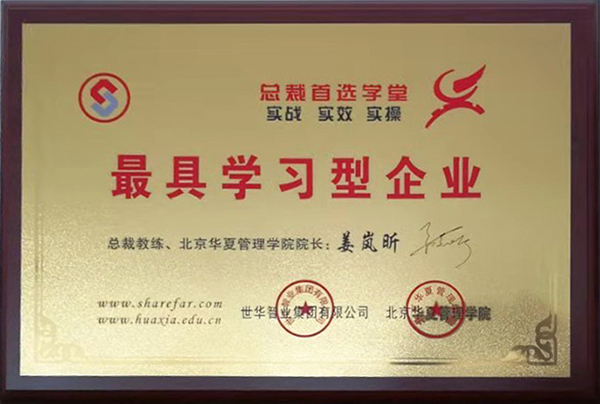 总裁首选学堂
实战 实效 实操
最具学习型企业
总裁教练、北京华夏管理学院院长：姜岚昕
www.sharefar.com
www.huaxia.edu.cn
世华智业集团有限公司 北京华夏管理学院